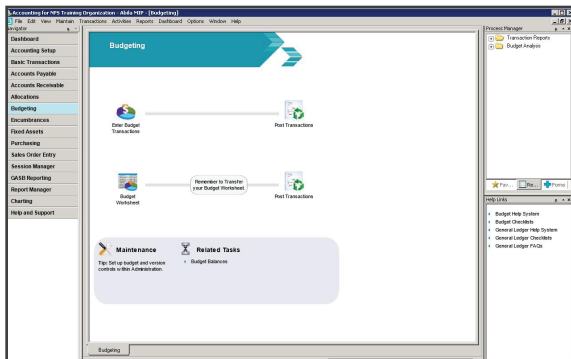 Accounting for NPS Training Organization - Abila MIP - [Budgeting]
File Edit View Maintain Transactions Activities Reports Dashboard Options Window Help
Navigator
Dashboard
Accounting Setup
Basic Transactions
Accounts Payable
Accounts Receivable
Allocations
Budgeting
Encumbrances
Fixed Assets
Purchasing
Sales Order Entry
Session Manager
GASB Reporting
Report Manager
Charting
Help and Support
Budgeting
Enter Budget
Transactions
Post Transactions
Budget
Worksheet
Remember to Transfer
your Budget Worksheet.
Post Transactions
Maintenance
Tip: Set up budget and version
controls within Administration.
Related Tasks
Budget Balances
Budgeting
Process Manager
Transaction Reports
Budget Analysis
Fav... Re... Forms
Help Links
Budget Help System
Budget Checklists
General Ledger Help System
General Ledger Checklists
General Ledger FAQs